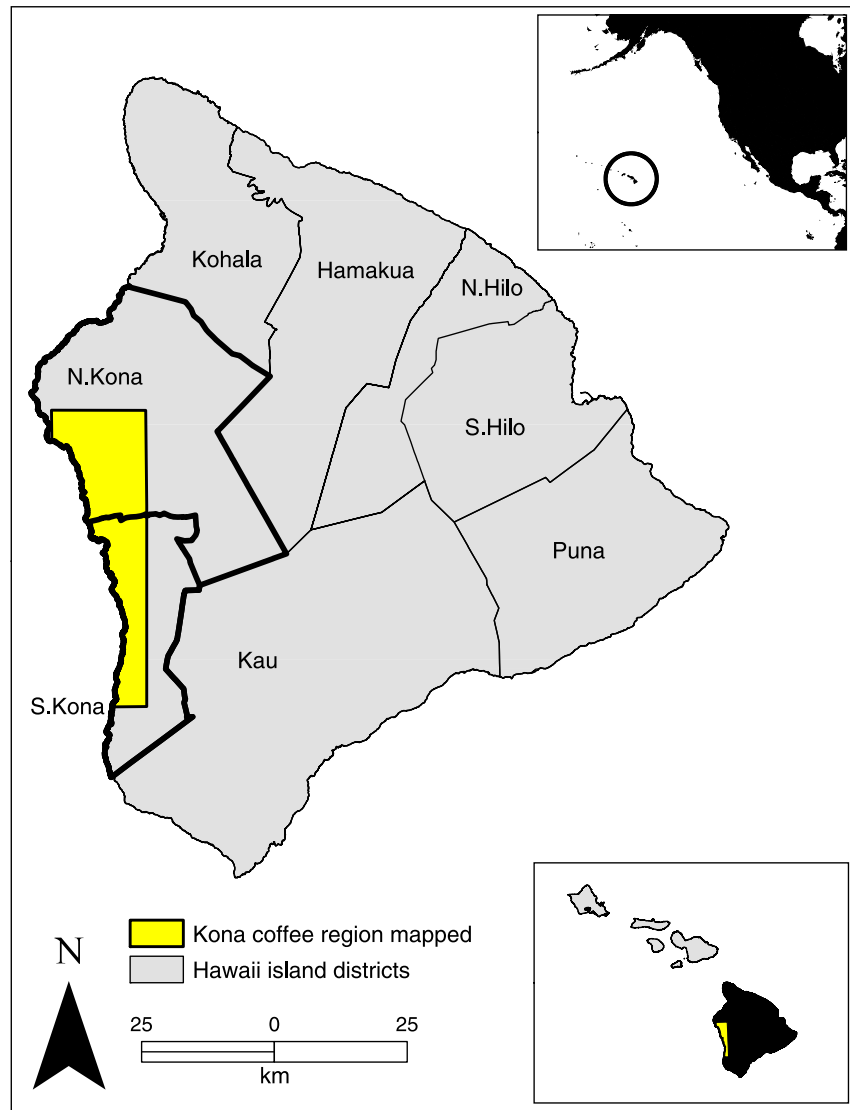 Kohala
Hamakua
N.Hilo
N.Kona
S.Hilo
Puna
Kau
S.Kona
Kona coffee region mapped
Hawaii island districts
N
25 0 25
km